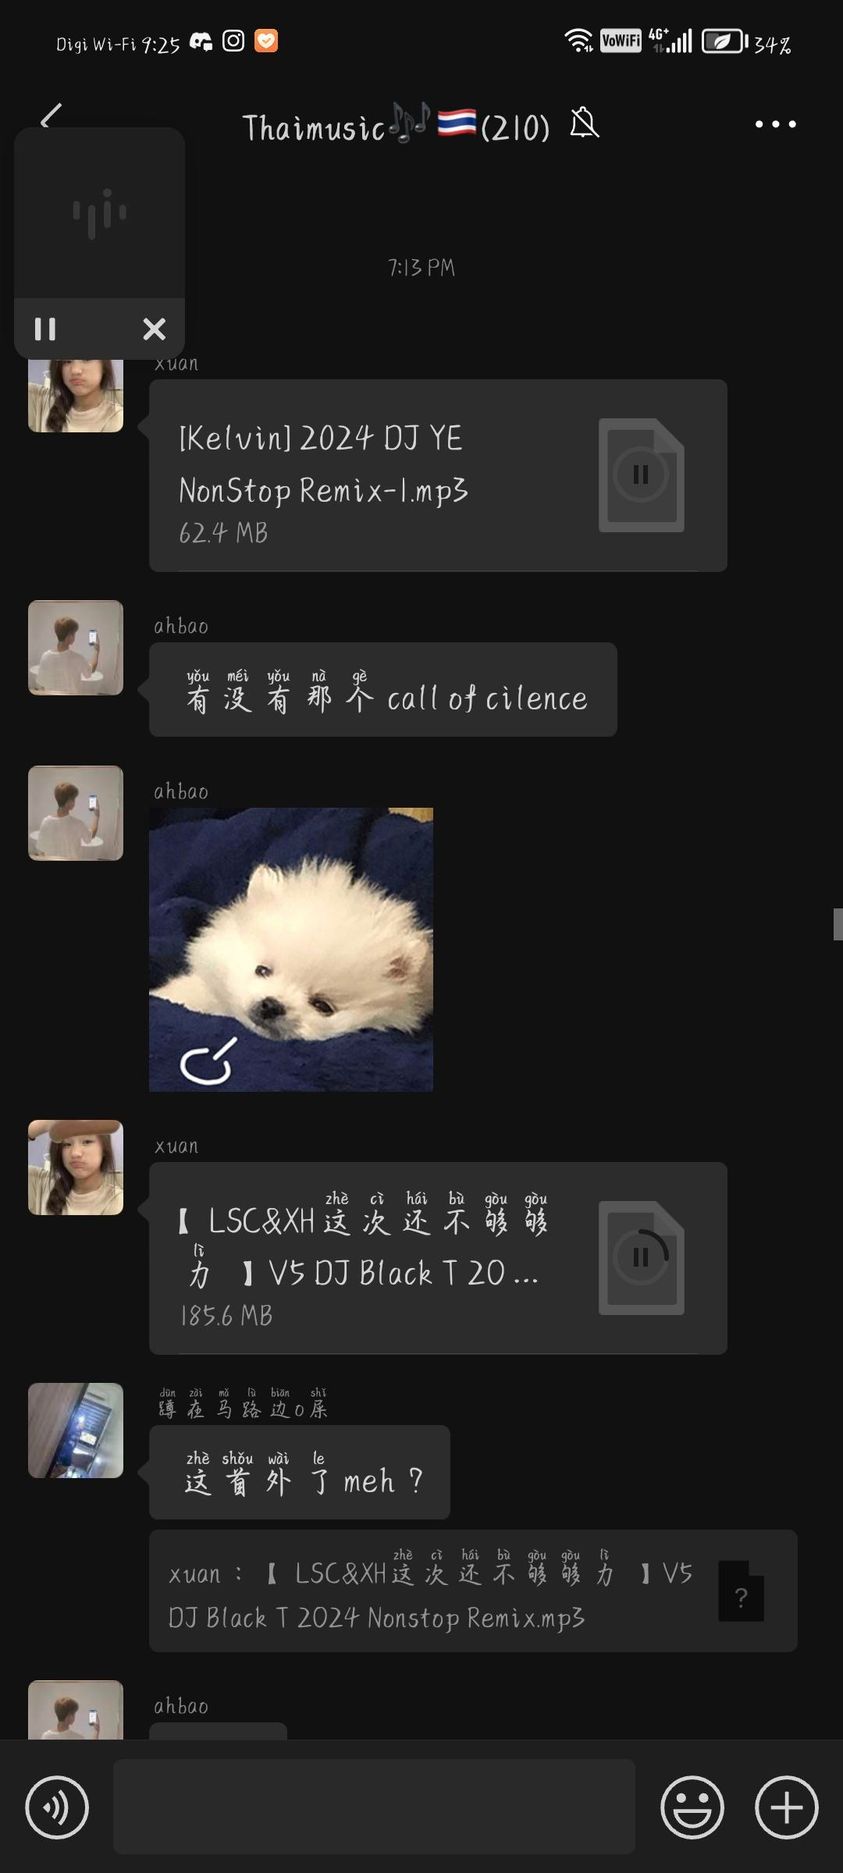 Digi Wi-Fi 9:25 VoWiFi 4G+ 34%
Thaimusic🎶🇹🇭(210)
7:13 PM
xuan
[Kelvin] 2024 DJ YE
NonStop Remix-1.mp3
62.4 MB
ahbao
yǒu méi yǒu nà gè
有没有那个 call of cilence
ahbao
xuan
zhè cì hái bù gòu gòu
【 LSC&XH 这次还不够够
lì
力 】V5 DJ Black T 20 ...
185.6 MB
dūn zài mǎ lù biān shǐ
蹲在马路边o屎
zhè shǒu wài le
这首外了 meh ?
zhè cì hái bù gòu gòu lì
xuan : 【 LSC&XH这次还不够够力 】V5
DJ Black T 2024 Nonstop Remix.mp3
?
ahbao